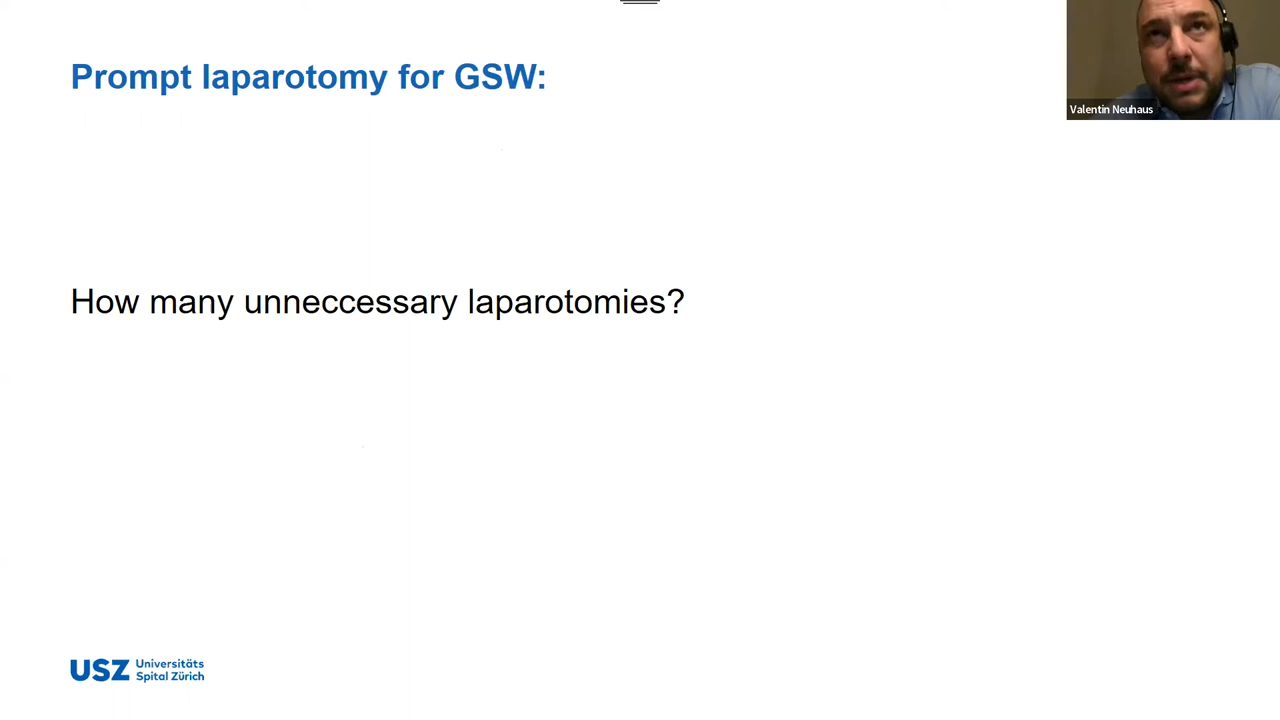 Prompt laparotomy for GSW:
Valentin Neuhaus
How many unneccessary laparotomies?
USZ Universitäts
Spital Zürich